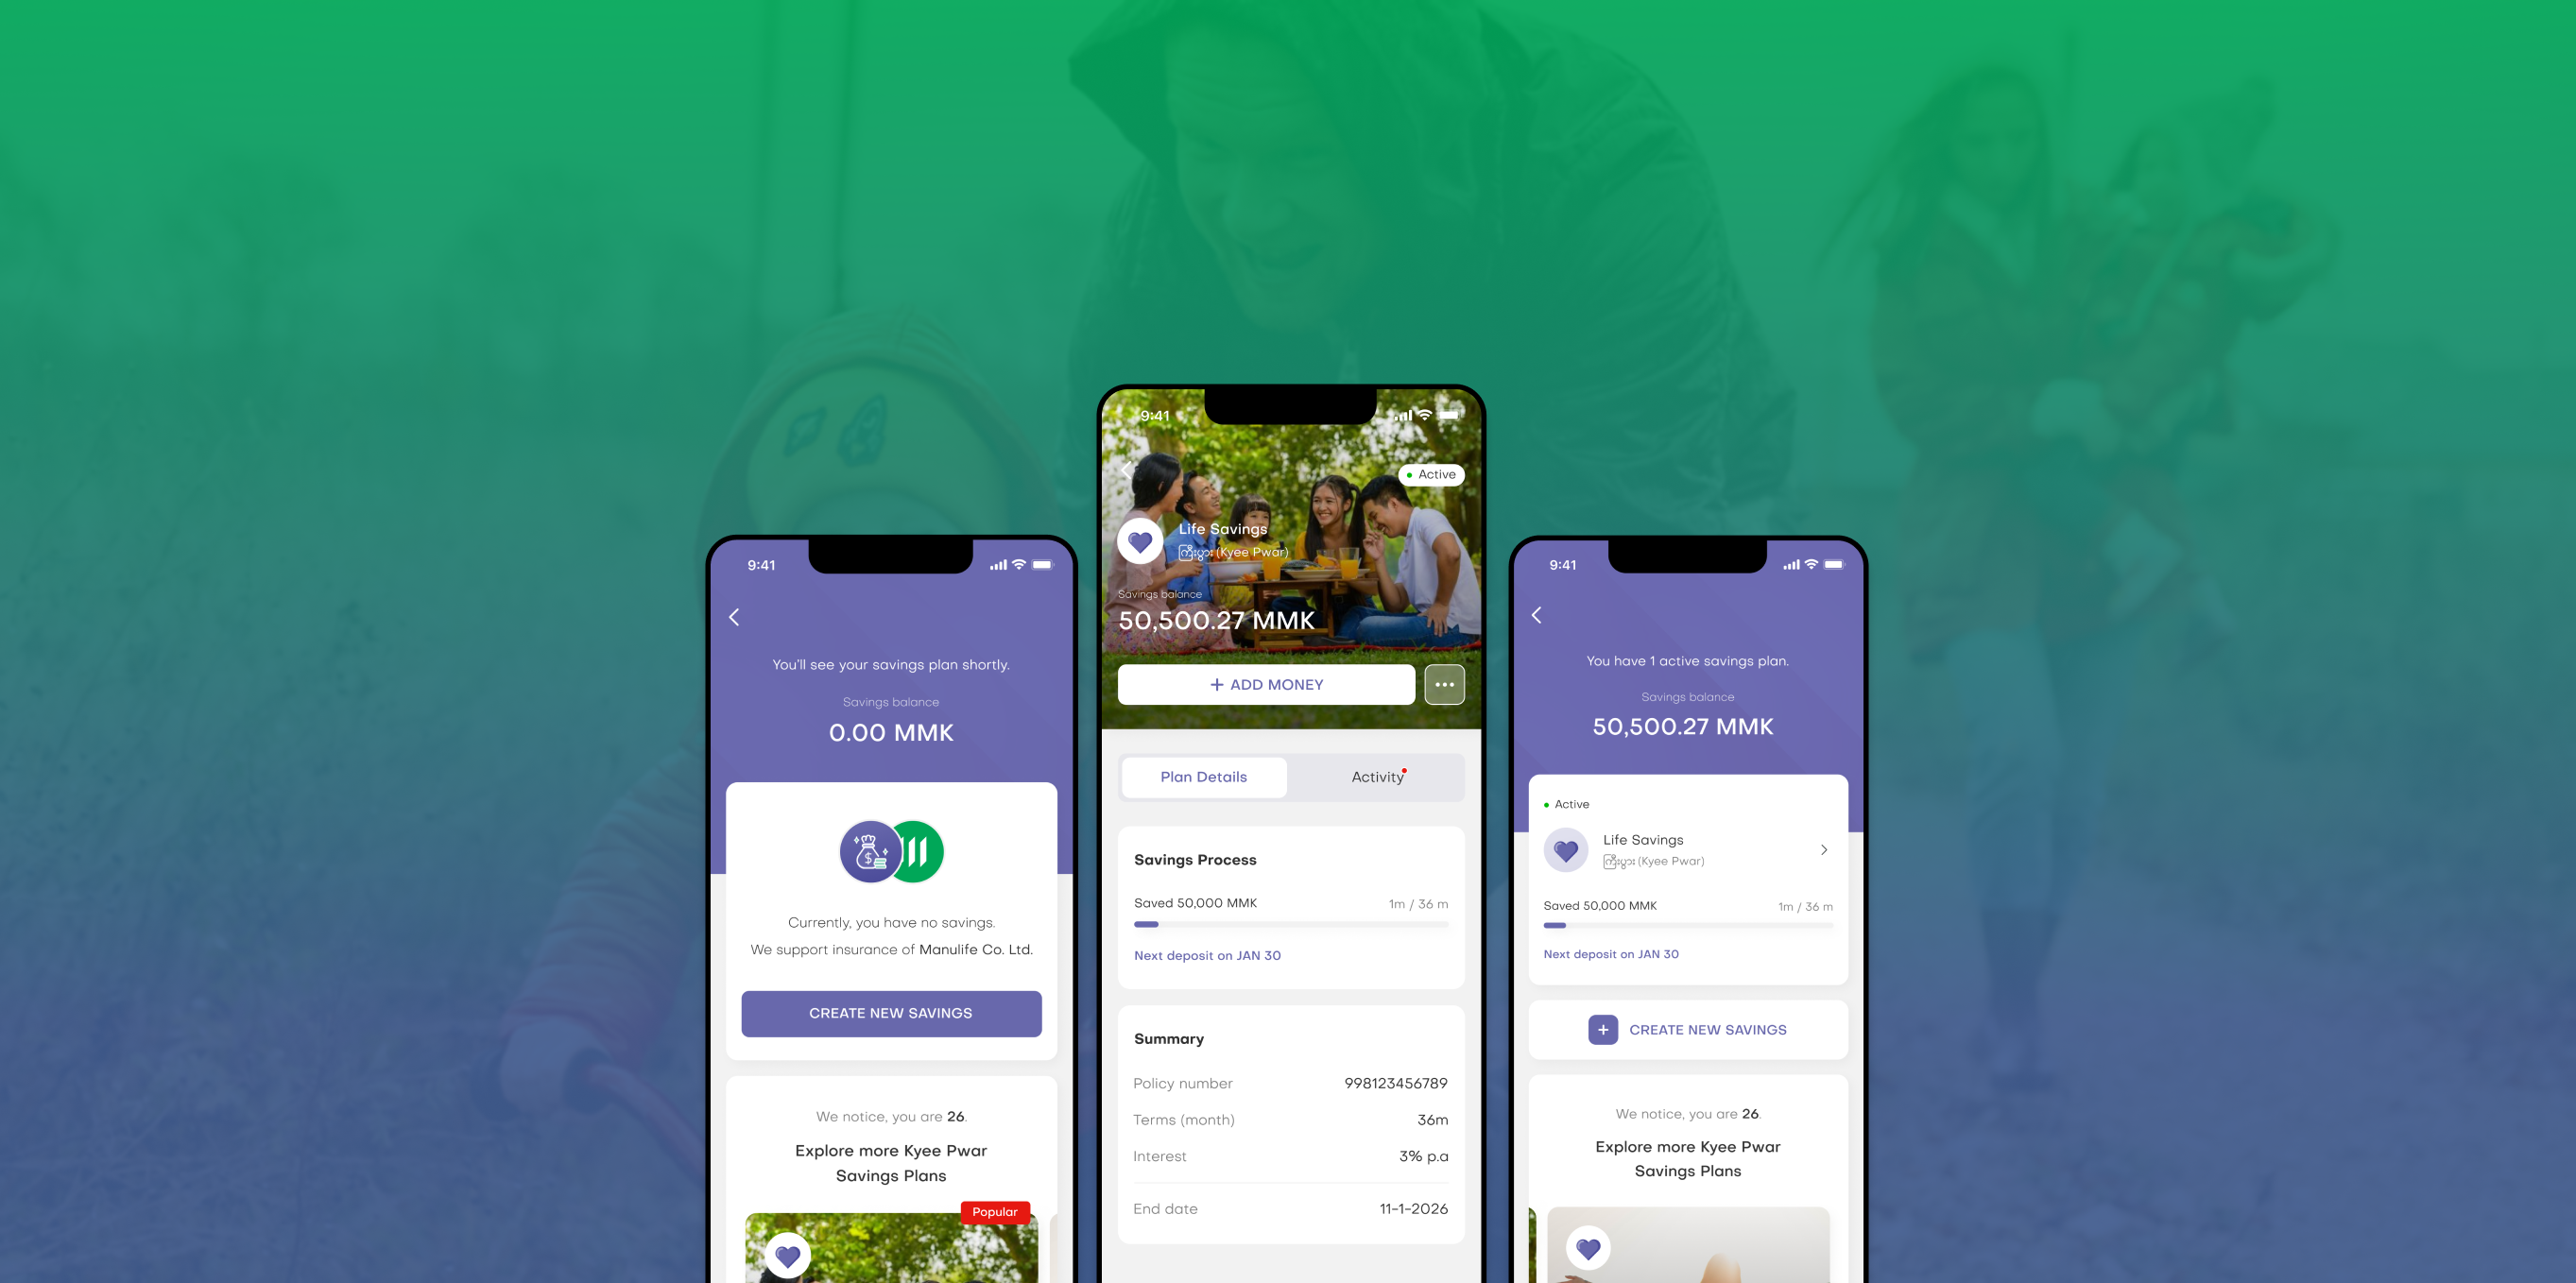 9:41
You'll see your savings plan shortly.
Savings balance
0.00 MMK
$
Currently, you have no savings.
We support insurance of Manulife Co. Ltd.
CREATE NEW SAVINGS
We notice, you are 26.
Explore more Kyee Pwar
Savings Plans
Popular
9:41
Active
Life Savings
ကြီးပွား (Kyee Pwar)
Savings balance
50,500.27 MMK
+ ADD MONEY
Plan Details
Activity
Savings Process
Saved 50,000 MMK
1m / 36 m
Next deposit on JAN 30
Summary
Policy number 998123456789
Terms (month) 36m
Interest 3% p.a
End date 11-1-2026
9:41
You have 1 active savings plan.
Savings balance
50,500.27 MMK
Active
Life Savings
ကြီးပွား (Kyee Pwar)
Saved 50,000 MMK
1m / 36 m
Next deposit on JAN 30
+ CREATE NEW SAVINGS
We notice, you are 26.
Explore more Kyee Pwar
Savings Plans